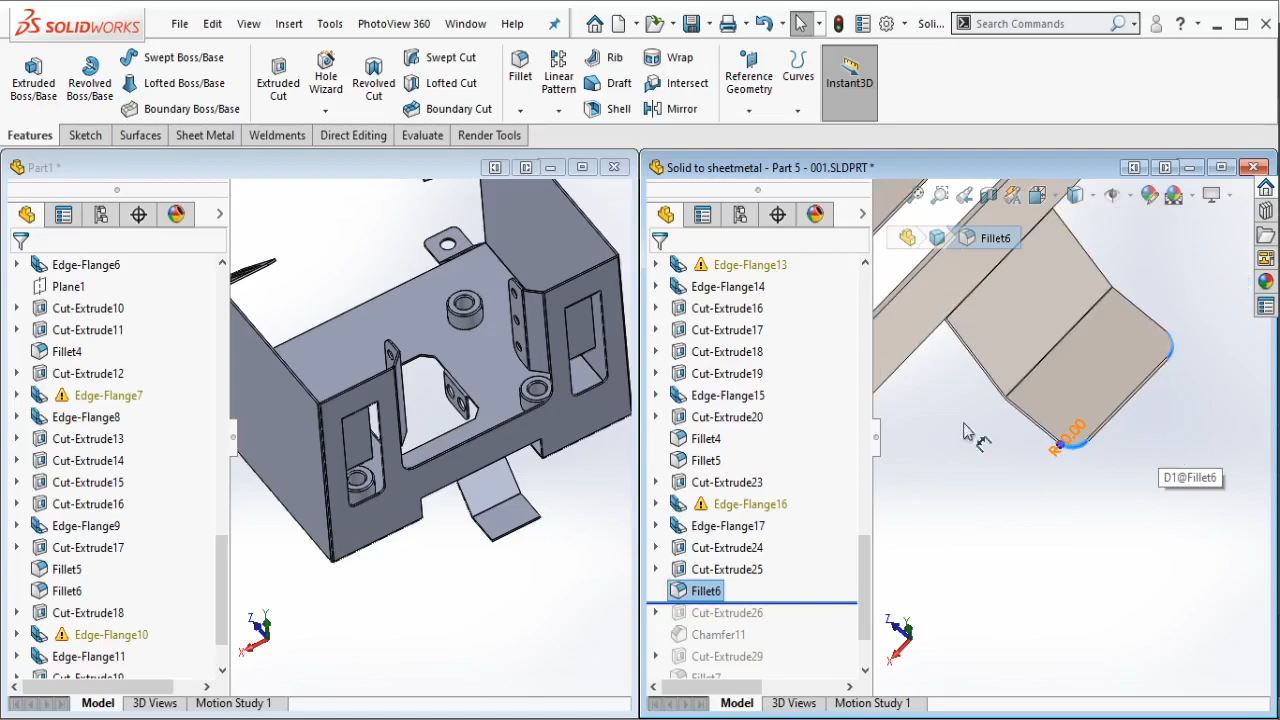 SOLIDWORKS
File Edit View Insert Tools PhotoView 360 Window Help
Soli...
Search Commands
Extruded Boss/Base
Revolved Boss/Base
Swept Boss/Base
Lofted Boss/Base
Boundary Boss/Base
Extruded Cut
Hole Wizard
Revolved Cut
Swept Cut
Lofted Cut
Boundary Cut
Fillet
Linear Pattern
Rib
Draft
Shell
Wrap
Intersect
Mirror
Reference Geometry
Curves
Instant3D
Features Sketch Surfaces Sheet Metal Weldments Direct Editing Evaluate Render Tools
Part1 *
Edge-Flange6
Plane1
Cut-Extrude10
Cut-Extrude11
Fillet4
Cut-Extrude12
Edge-Flange7
Edge-Flange8
Cut-Extrude13
Cut-Extrude14
Cut-Extrude15
Cut-Extrude16
Edge-Flange9
Cut-Extrude17
Fillet5
Fillet6
Cut-Extrude18
Edge-Flange10
Edge-Flange11
Cut-Extrude19
Z Y X
Model 3D Views Motion Study 1
Solid to sheetmetal - Part 5 - 001.SLDPRT *
Fillet6
Edge-Flange13
Edge-Flange14
Cut-Extrude16
Cut-Extrude17
Cut-Extrude18
Cut-Extrude19
Edge-Flange15
Cut-Extrude20
Fillet4
Fillet5
Cut-Extrude23
Edge-Flange16
Edge-Flange17
Cut-Extrude24
Cut-Extrude25
Fillet6
Cut-Extrude26
Chamfer11
Cut-Extrude29
Fillet7
D1@Fillet6
Z Y X
Model 3D Views Motion Study 1